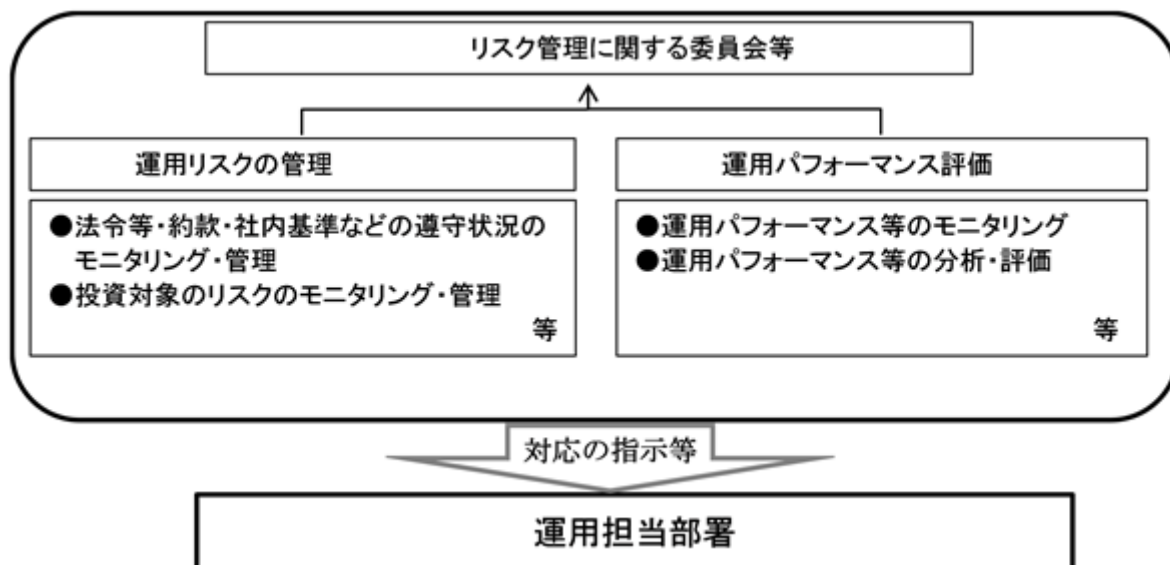 リスク管理に関する委員会等
運用リスクの管理
●法令等・約款・社内基準などの遵守状況の
モニタリング・管理
●投資対象のリスクのモニタリング・管理
等
運用パフォーマンス評価
●運用パフォーマンス等のモニタリング
●運用パフォーマンス等の分析・評価
等
対応の指示等
運用担当部署